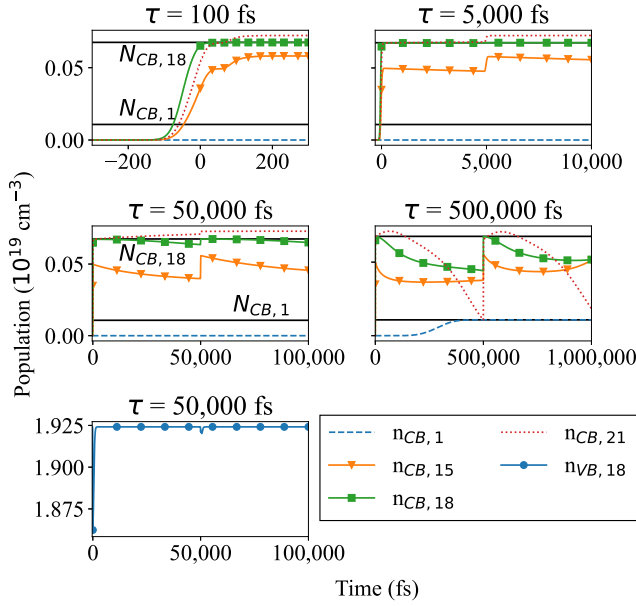 τ = 100 fs
τ = 5,000 fs
0.05
0.00
N_CB, 18
N_CB, 1
−200
0
200
0
5,000
10,000
τ = 50,000 fs
τ = 500,000 fs
0.05
0.00
N_CB, 18
N_CB, 1
0
50,000
100,000
0
500,000
1,000,000
Population (10^19 cm^−3)
τ = 50,000 fs
1.925
1.900
1.875
0
50,000
100,000
n_CB, 1
n_CB, 15
n_CB, 18
n_CB, 21
n_VB, 18
Time (fs)